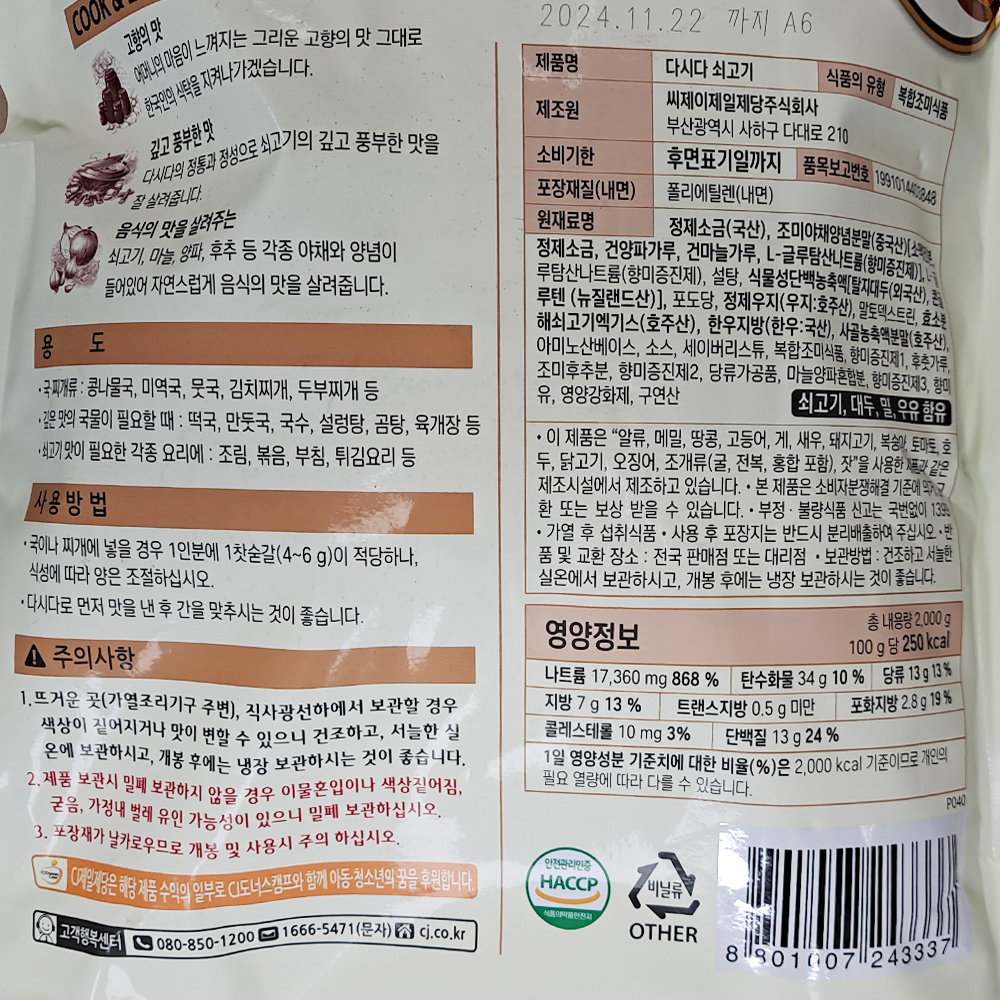 COOK &
고향의 맛
어머니의 마음이 느껴지는 그리운 고향의 맛 그대로
한국인의 식탁을 지켜나가겠습니다.
깊고 풍부한 맛
다시다의 정통과 정성으로 쇠고기의 깊고 풍부한 맛을
잘 살려줍니다.
음식의 맛을 살려주는
쇠고기, 마늘, 양파, 후추 등 각종 야채와 양념이
들어있어 자연스럽게 음식의 맛을 살려줍니다.
용 도
• 국·찌개류 : 콩나물국, 미역국, 뭇국, 김치찌개, 두부찌개 등
• 깊은 맛의 국물이 필요할 때 : 떡국, 만둣국, 국수, 설렁탕, 곰탕, 육개장 등
• 쇠고기 맛이 필요한 각종 요리에 : 조림, 볶음, 부침, 튀김요리 등
사용방법
• 국이나 찌개에 넣을 경우 1인분에 1찻숟갈(4~6 g)이 적당하나,
식성에 따라 양은 조절하십시오.
• 다시다로 먼저 맛을 낸 후 간을 맞추시는 것이 좋습니다.
주의사항
1. 뜨거운 곳(가열조리기구 주변), 직사광선하에서 보관할 경우
색상이 짙어지거나 맛이 변할 수 있으니 건조하고, 서늘한 실
온에 보관하시고, 개봉 후에는 냉장 보관하시는 것이 좋습니다.
2. 제품 보관시 밀폐 보관하지 않을 경우 이물혼입이나 색상짙어짐,
굳음, 가정내 벌레 유인 가능성이 있으니 밀폐 보관하십시오.
3. 포장재가 날카로우므로 개봉 및 사용시 주의 하십시오.
CJ제일제당은 해당 제품 수익의 일부로 CJ도너스캠프와 함께 아동·청소년의 꿈을 후원합니다.
고객행복센터 080-850-1200 1666-5471(문자) cj.co.kr
2024.11.22 까지 A6
제품명 다시다 쇠고기 식품의 유형 복합조미식품
제조원 씨제이제일제당주식회사
부산광역시 사하구 다대로 210
소비기한 후면표기일까지 품목보고번호 1991014403848
포장재질(내면) 폴리에틸렌(내면)
원재료명 정제소금(국산), 조미야채양념분말(중국산)[
정제소금, 건양파가루, 건마늘가루, L-글루탐산나트륨(향미증진제)], L-글
루탐산나트륨(향미증진제), 설탕, 식물성단백농축액[탈지대두(외국산), 밀글
루텐 (뉴질랜드산)], 포도당, 정제우지(우지:호주산), 말토덱스트린, 효소분
해쇠고기엑기스(호주산), 한우지방(한우:국산), 사골농축액분말(호주산),
아미노산베이스, 소스, 세이버리스튜, 복합조미식품, 향미증진제1, 후춧가루,
조미후추분, 향미증진제2, 당류가공품, 마늘양파혼합분, 향미증진제3, 향미
유, 영양강화제, 구연산 쇠고기, 대두, 밀, 우유 함유
• 이 제품은 “알류, 메밀, 땅콩, 고등어, 게, 새우, 돼지고기, 복숭아, 토마토, 호
두, 닭고기, 오징어, 조개류(굴, 전복, 홍합 포함), 잣”을 사용한 제품과 같은
제조시설에서 제조하고 있습니다. • 본 제품은 소비자분쟁해결 기준에 의거 교
환 또는 보상 받을 수 있습니다. • 부정 · 불량식품 신고는 국번없이 1399
• 가열 후 섭취식품 • 사용 후 포장지는 반드시 분리배출하여 주십시오. • 반
품 및 교환 장소 : 전국 판매점 또는 대리점 • 보관방법 : 건조하고 서늘한
실온에서 보관하시고, 개봉 후에는 냉장 보관하시는 것이 좋습니다.
영양정보 총 내용량 2,000 g
100 g 당 250 kcal
나트륨 17,360 mg 868 % 탄수화물 34 g 10 % 당류 13 g 13 %
지방 7 g 13 % 트랜스지방 0.5 g 미만 포화지방 2.8 g 19 %
콜레스테롤 10 mg 3% 단백질 13 g 24 %
1일 영양성분 기준치에 대한 비율(%)은 2,000 kcal 기준이므로 개인의
필요 열량에 따라 다를 수 있습니다.
P040
안전관리인증
HACCP
식품의약품안전처
비닐류
OTHER
8 801007 243337